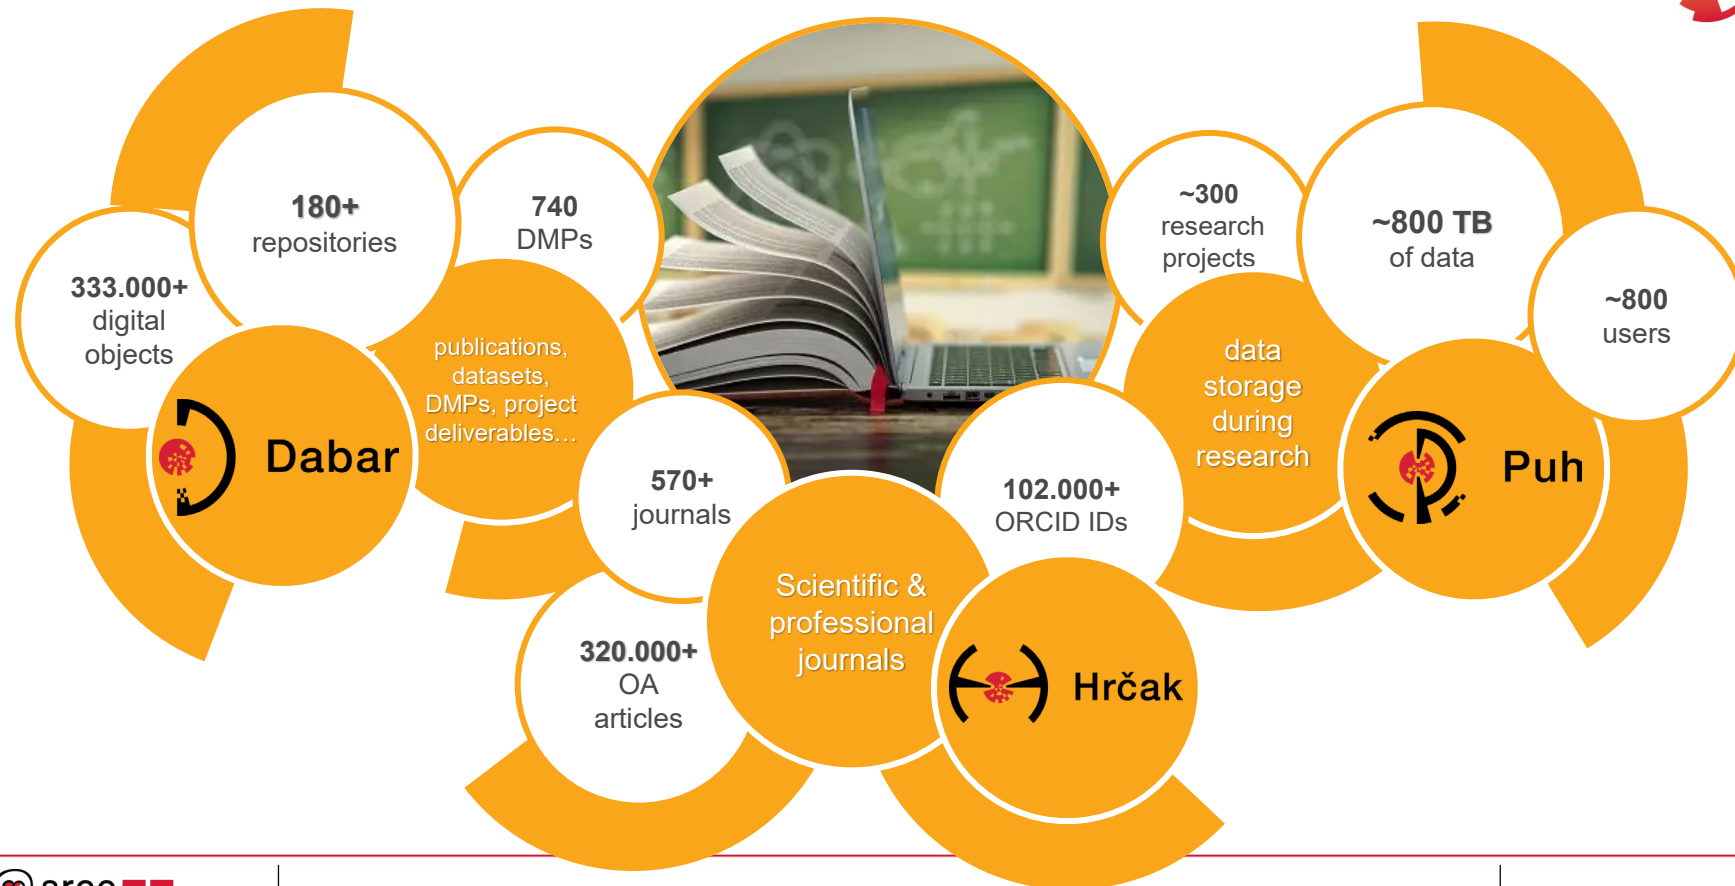 180+
repositories
740
DMPs
333.000+
digital
objects
publications,
datasets,
DMPs, project
deliverables…
Dabar
~300
research
projects
~800 TB
of data
~800
users
data
storage
during
research
Puh
570+
journals
102.000+
ORCID IDs
Scientific &
professional
journals
320.000+
OA
articles
Hrčak
srce